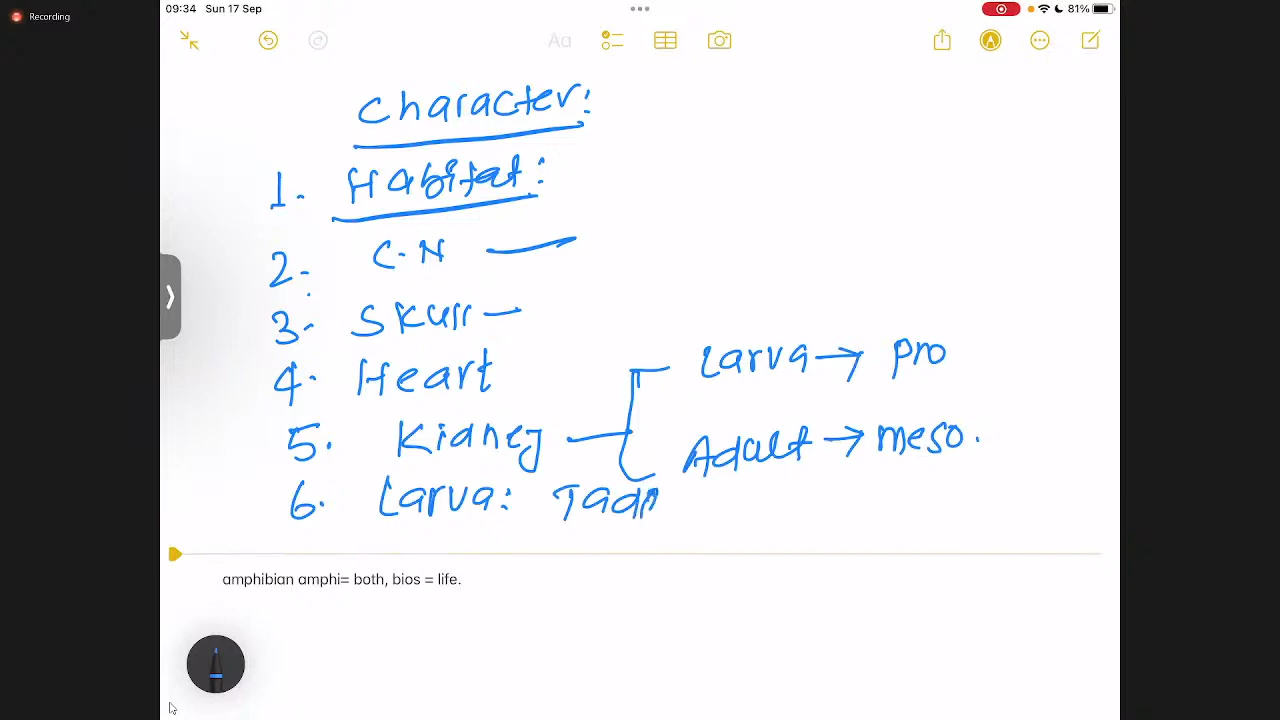 Recording
09:34 Sun 17 Sep
81%
Aa
Character:
1. Habitat:
2. C.N —
3. Skull —
4. Heart
Larva → pro
5. Kidney
Adult → meso.
6. Larva: Tadp
amphibian amphi= both, bios = life.